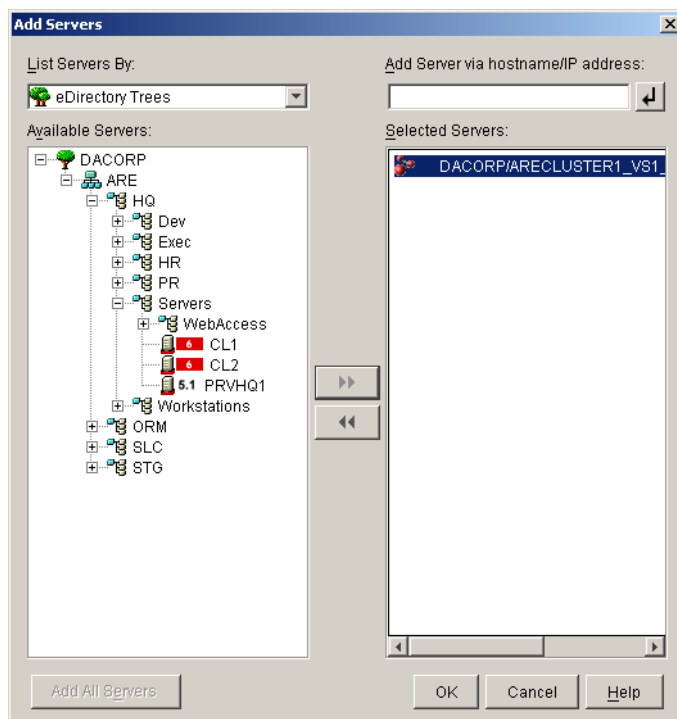 Add Servers
List Servers By:
eDirectory Trees
Add Server via hostname/IP address:
Available Servers:
DACORP
ARE
HQ
Dev
Exec
HR
PR
Servers
WebAccess
6 CL1
6 CL2
5.1 PRVHQ1
Workstations
ORM
SLC
STG
Selected Servers:
DACORP/ARECLUSTER1_VS1_
Add All Servers
OK
Cancel
Help